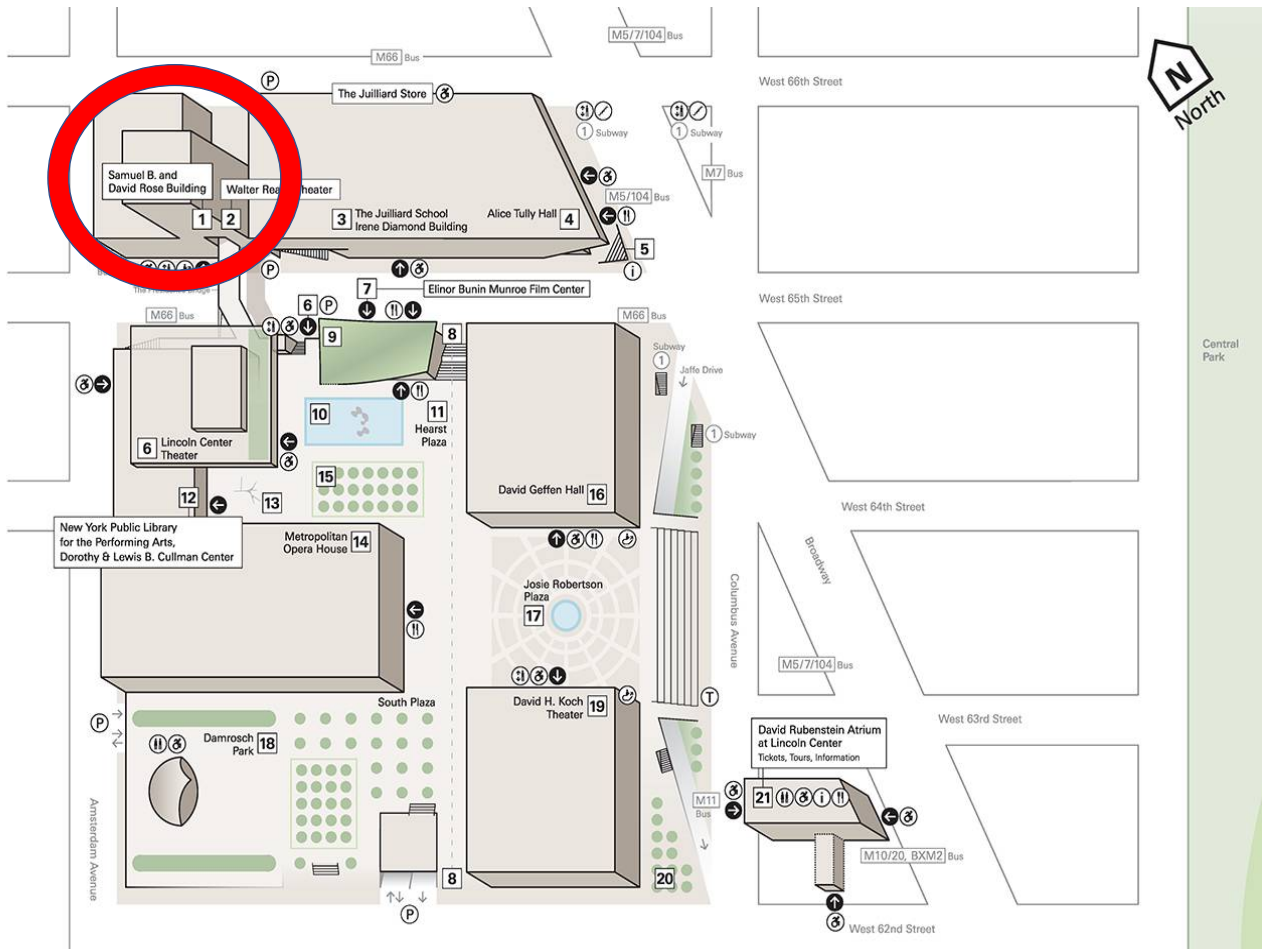 M5/7/104 Bus
M66 Bus
West 66th Street
N
North
P
The Juilliard Store
1 Subway
1 Subway
M7 Bus
Samuel B. and
David Rose Building
Walter Rea heater
1
2
3 The Juilliard School
Irene Diamond Building
Alice Tully Hall 4
M5/104 Bus
5
i
P
7
Elinor Bunin Munroe Film Center
West 65th Street
6 P
M66 Bus
M66 Bus
9
8
Subway
1
Jaffe Drive
Central
Park
10
11
Hearst
Plaza
1 Subway
6 Lincoln Center
Theater
15
12
13
David Geffen Hall 16
West 64th Street
New York Public Library
for the Performing Arts,
Dorothy & Lewis B. Cullman Center
Metropolitan
Opera House 14
Broadway
Josie Robertson
Plaza
17
Columbus Avenue
M5/7/104 Bus
South Plaza
David H. Koch
Theater 19
T
P
Damrosch
Park 18
West 63rd Street
David Rubenstein Atrium
at Lincoln Center
Tickets, Tours, Information
21 i
M11
Bus
Amsterdam Avenue
M10/20, BXM2 Bus
8
20
P
West 62nd Street